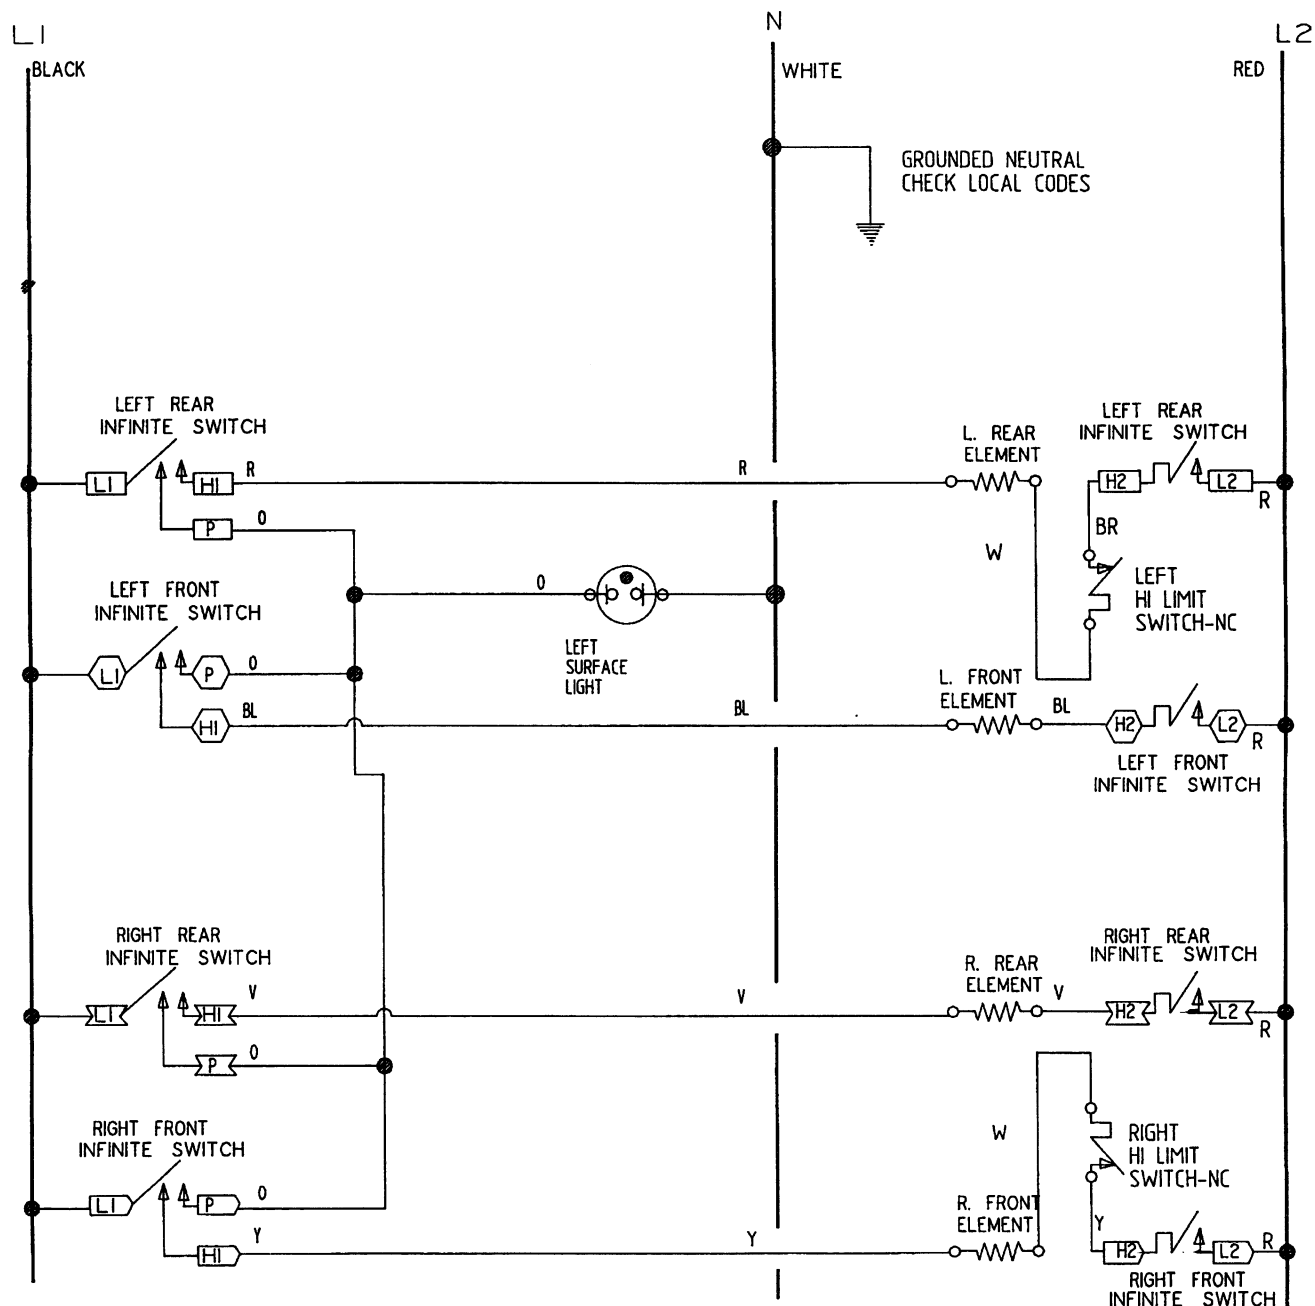 L1
N
L2
BLACK
WHITE
RED
GROUNDED NEUTRAL
CHECK LOCAL CODES
LEFT REAR
INFINITE SWITCH
L. REAR
ELEMENT
LEFT REAR
INFINITE SWITCH
L1
H1
R
R
H2
L2
R
P
O
BR
W
LEFT FRONT
INFINITE SWITCH
O
LEFT
HI LIMIT
SWITCH-NC
LEFT
SURFACE
LIGHT
L1
P
O
L. FRONT
ELEMENT
H1
BL
BL
BL
H2
L2
R
LEFT FRONT
INFINITE SWITCH
RIGHT REAR
INFINITE SWITCH
R. REAR
ELEMENT
RIGHT REAR
INFINITE SWITCH
L1
H1
V
V
V
H2
L2
R
P
O
RIGHT FRONT
INFINITE SWITCH
W
RIGHT
HI LIMIT
SWITCH-NC
L1
P
O
R. FRONT
ELEMENT
H1
Y
Y
Y
H2
L2
R
RIGHT FRONT
INFINITE SWITCH